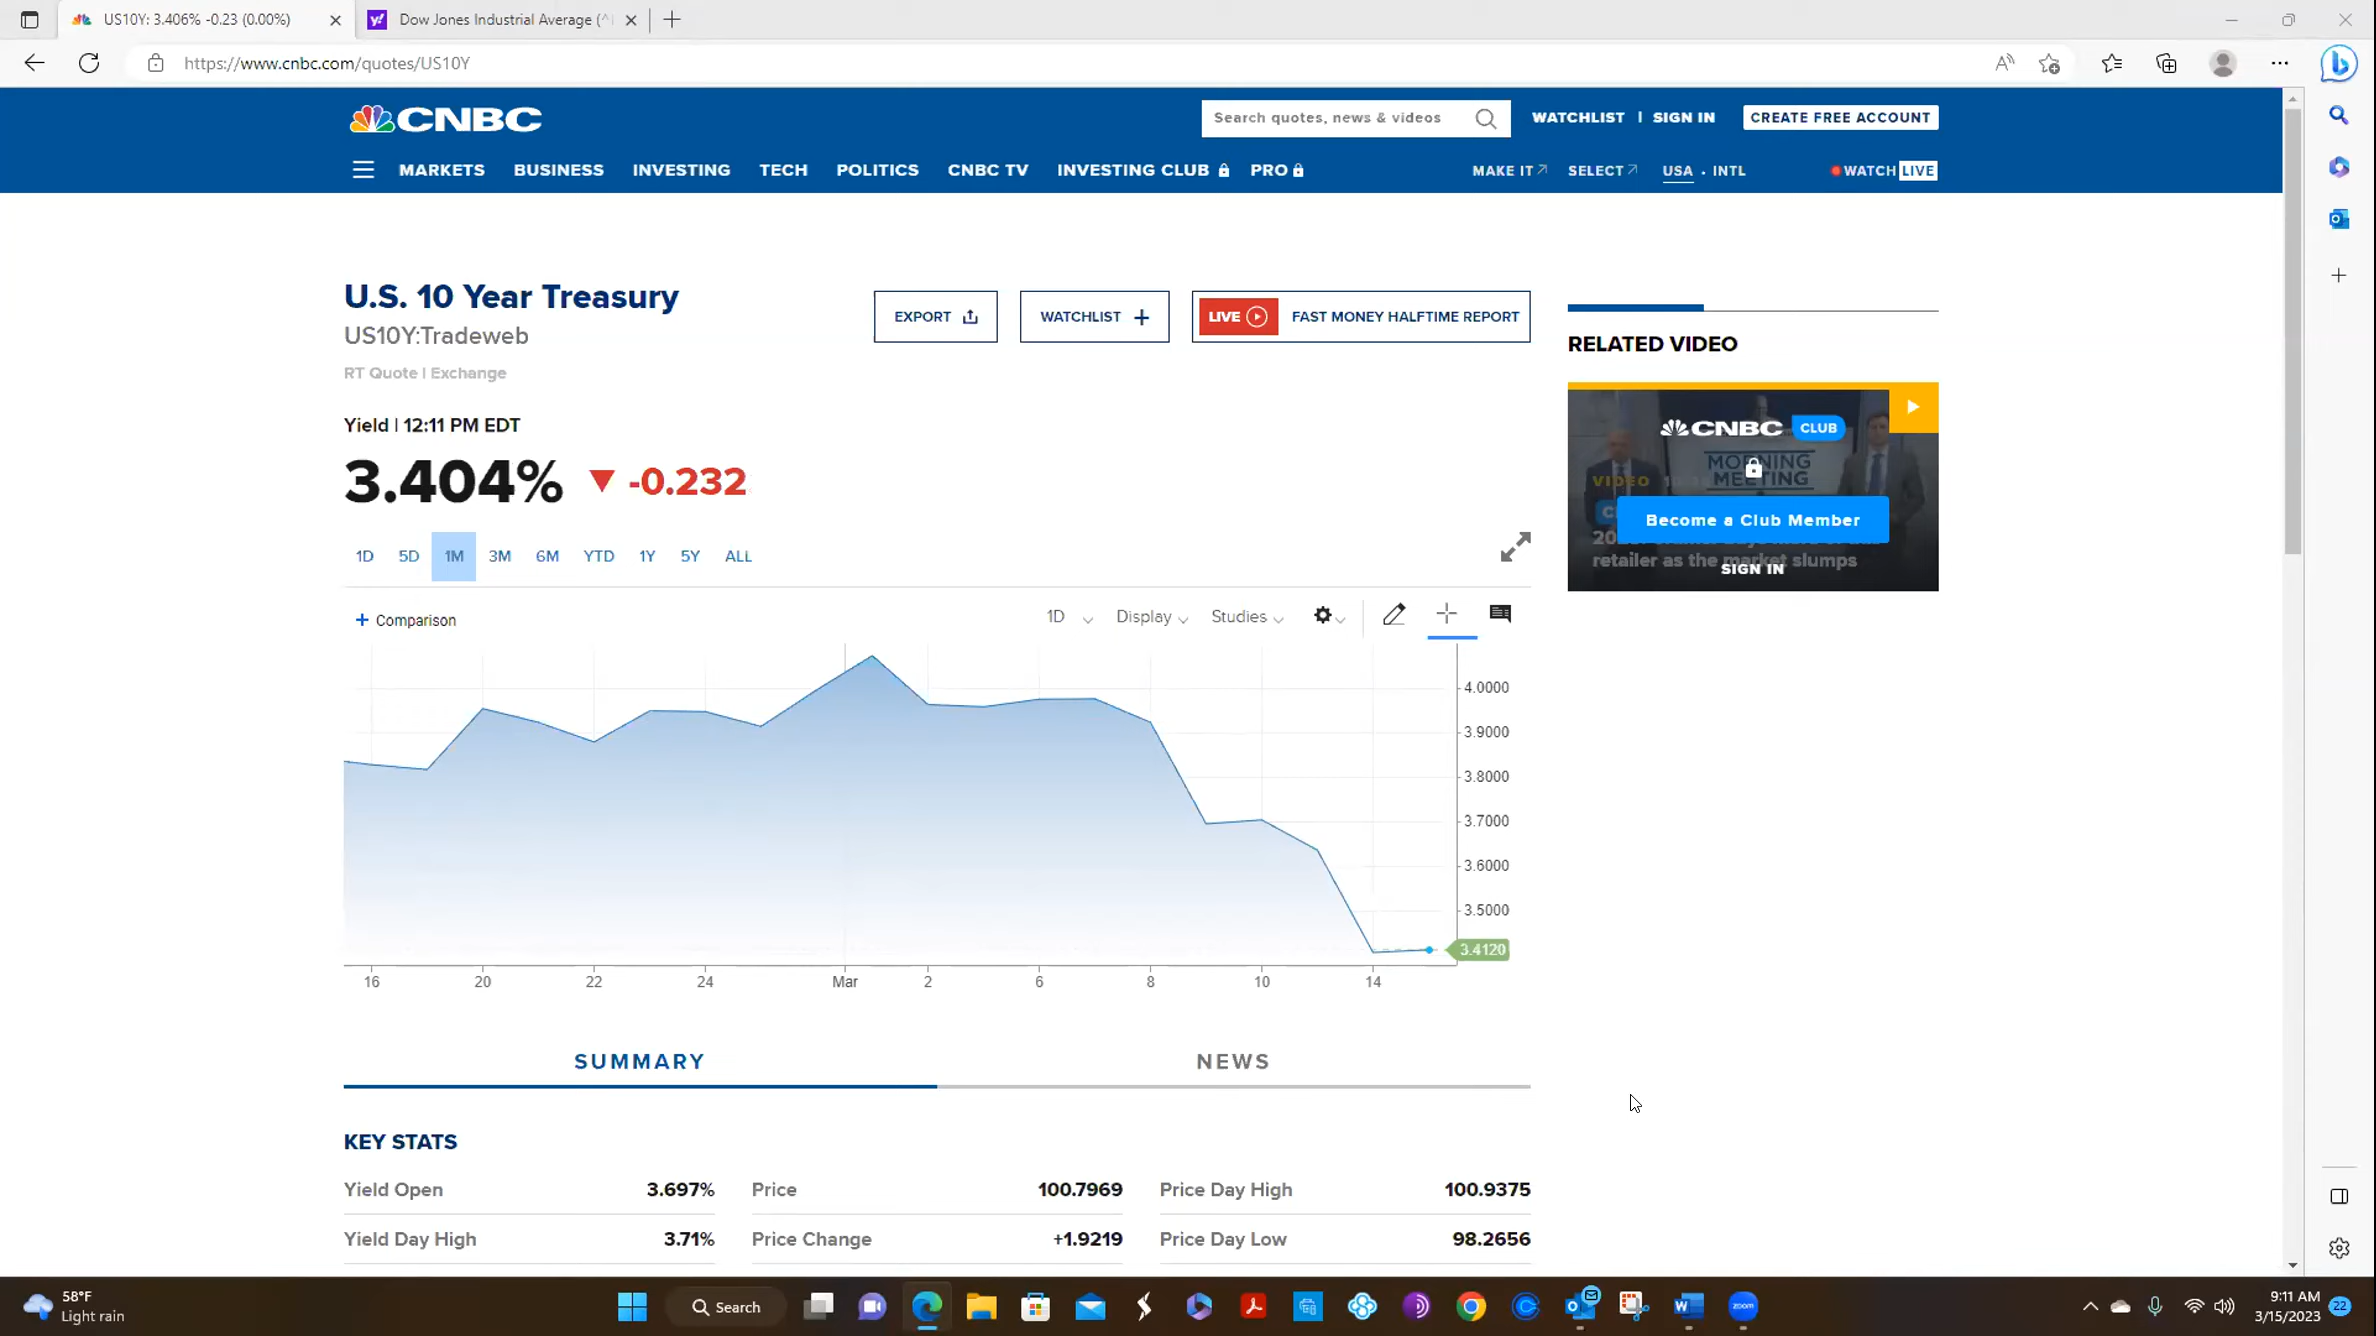 US10Y: 3.406% -0.23 (0.00%)
Dow Jones Industrial Average (^
https://www.cnbc.com/quotes/US10Y
CNBC
Search quotes, news & videos
WATCHLIST | SIGN IN
CREATE FREE ACCOUNT
MARKETS BUSINESS INVESTING TECH POLITICS CNBC TV INVESTING CLUB PRO
MAKE IT SELECT USA • INTL
WATCH LIVE
U.S. 10 Year Treasury
US10Y:Tradeweb
RT Quote | Exchange
EXPORT
WATCHLIST +
LIVE FAST MONEY HALFTIME REPORT
Yield | 12:11 PM EDT
3.404% ▼ -0.232
1D 5D 1M 3M 6M YTD 1Y 5Y ALL
+ Comparison
1D Display Studies
4.0000
3.9000
3.8000
3.7000
3.6000
3.5000
3.4120
16 20 22 24 Mar 2 6 8 10 14
RELATED VIDEO
CNBC CLUB
MORNING
MEETING
VIDEO
Become a Club Member
retailer as the market slumps
SIGN IN
SUMMARY NEWS
KEY STATS
Yield Open 3.697% Price 100.7969 Price Day High 100.9375
Yield Day High 3.71% Price Change +1.9219 Price Day Low 98.2656
58°F
Light rain
Search
zoom
9:11 AM
3/15/2023
22